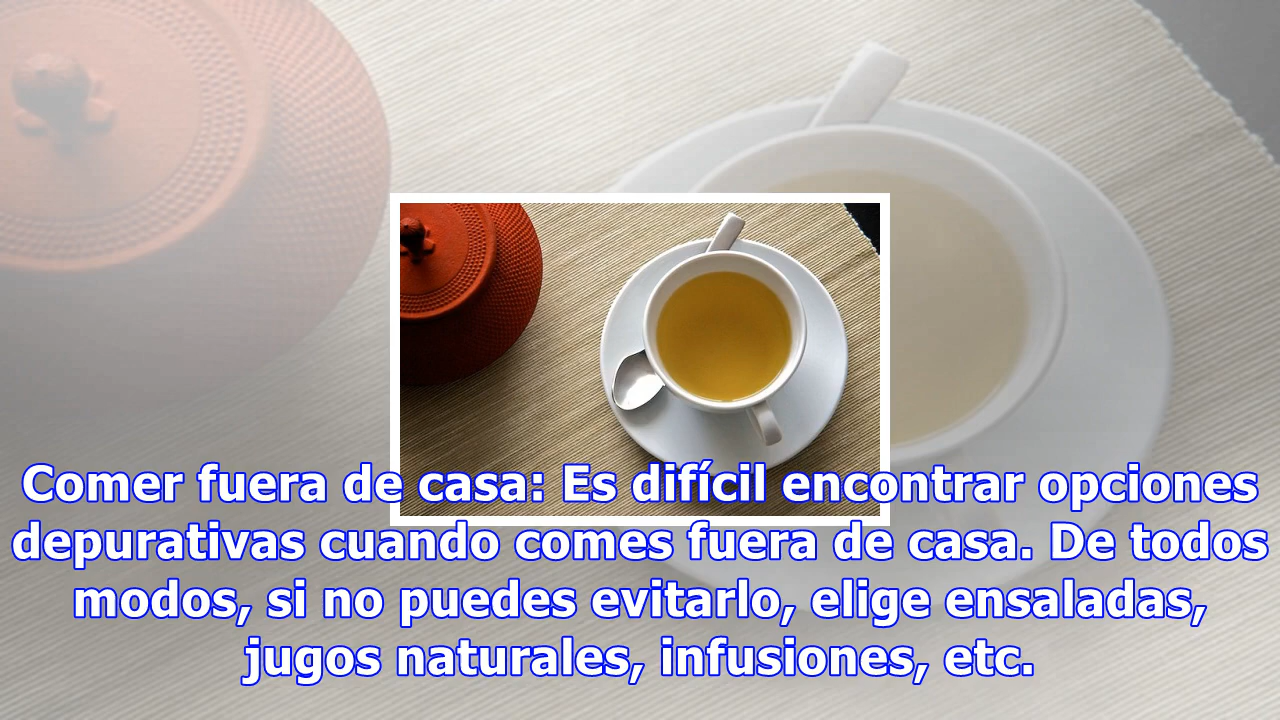 Comer fuera de casa: Es difícil encontrar opciones
depurativas cuando comes fuera de casa. De todos
modos, si no puedes evitarlo, elige ensaladas,
jugos naturales, infusiones, etc.